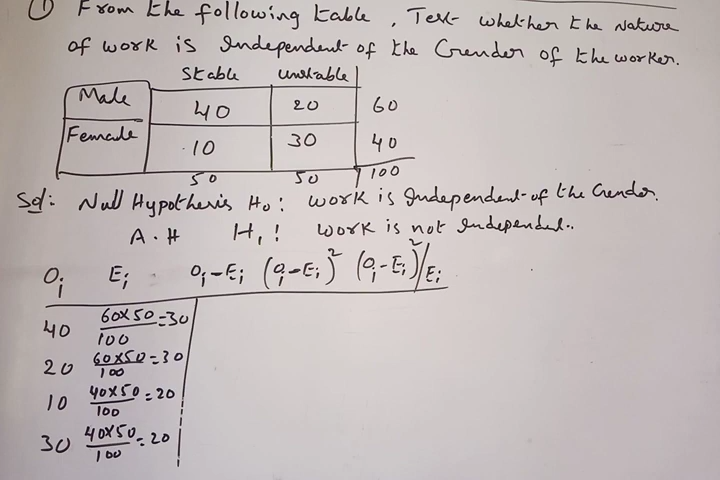 ① From the following table, Test whether the Nature
of work is Independent of the Gender of the worker.
Stable unstable
Male 40 20 60
Female 10 30 40
50 50 100
Sol: Null Hypothesis H₀: work is Independent of the Gender.
A.H H₁: work is not Independent..
Oᵢ Eᵢ Oᵢ-Eᵢ (Oᵢ-Eᵢ)² (Oᵢ-Eᵢ)²/Eᵢ
40 60×50/100=30
20 60×50/100=30
10 40×50/100=20
30 40×50/100=20